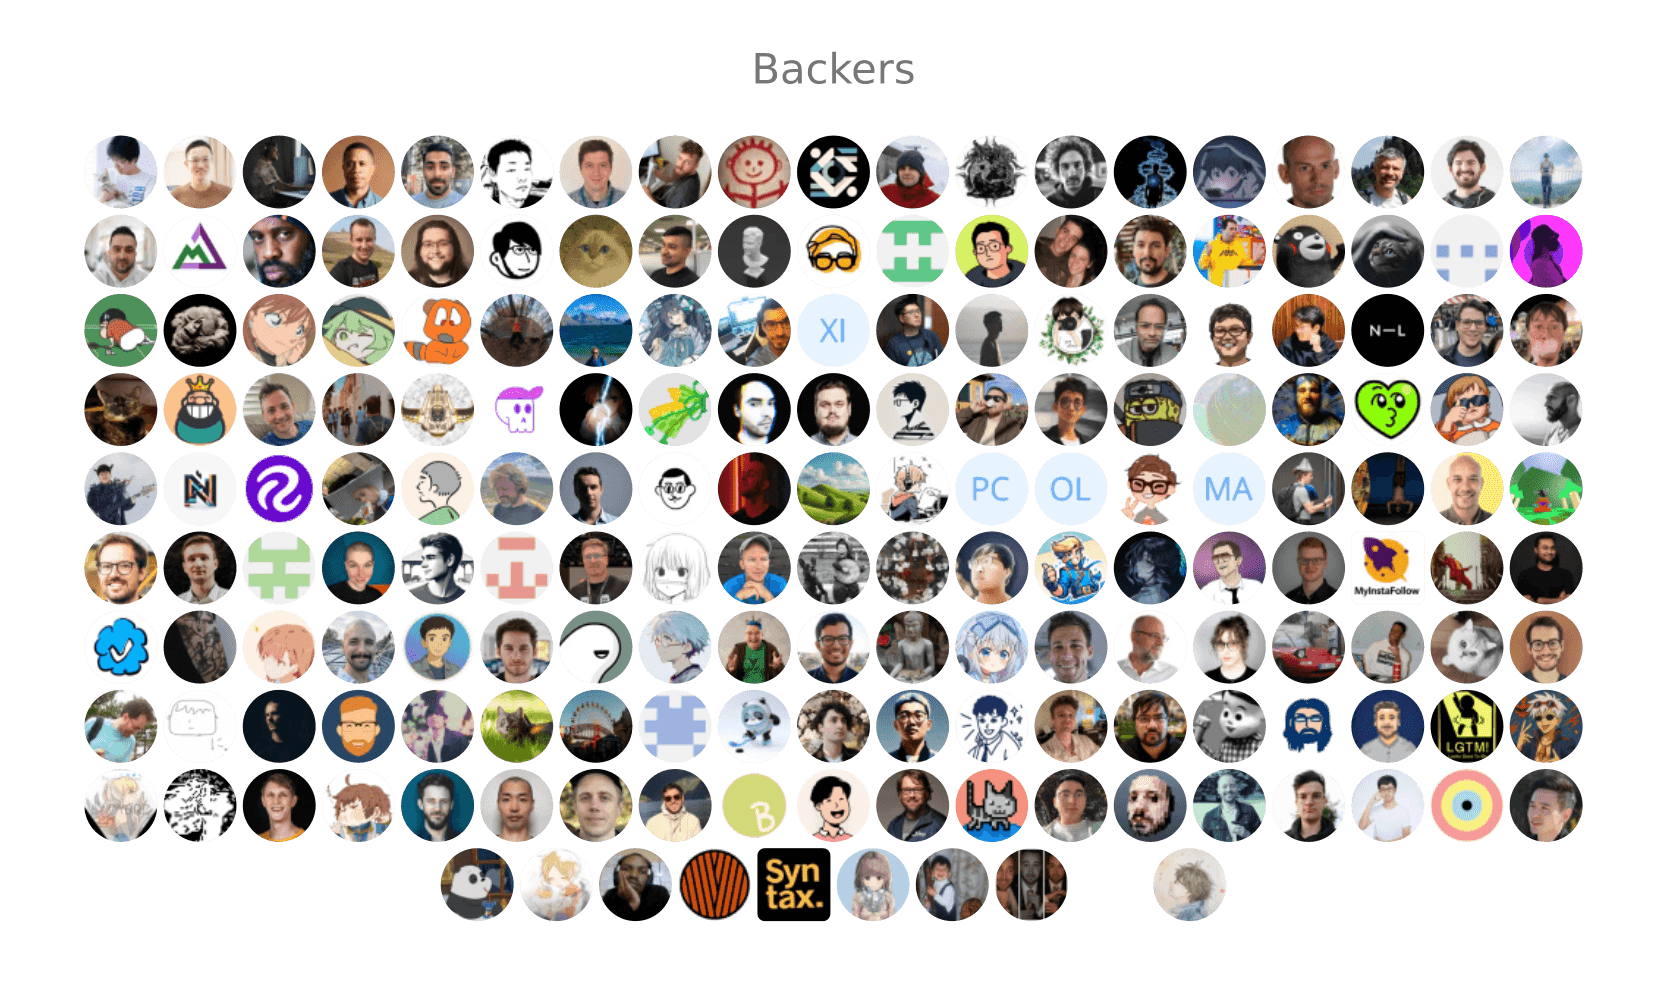 Backers
XI
N—L
PC
OL
MA
MyInstaFollow
LGTM!
B
Syn
tax.